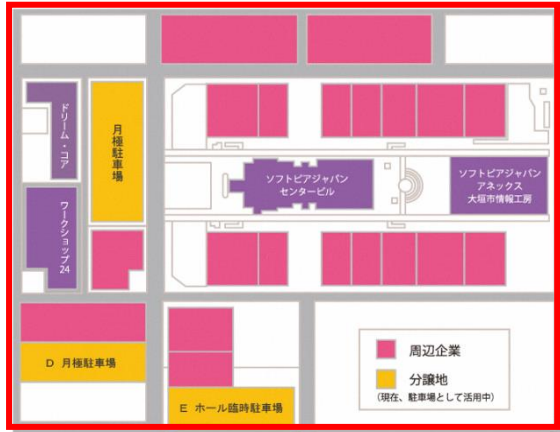 ドリーム・コア
月極駐車場
ソフトピアジャパン
センタービル
ソフトピアジャパン
アネックス
大垣市情報工房
ワークショップ24
D 月極駐車場
E ホール臨時駐車場
周辺企業
分譲地
(現在、駐車場として活用中)